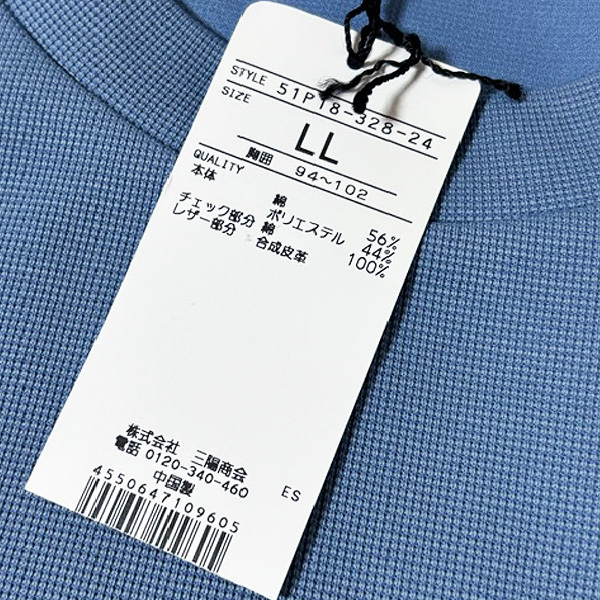 STYLE 51P18-328-24
SIZE
LL
胸囲 94~102
QUALITY
本体 綿 56%
ポリエステル 44%
チェック部分 綿 100%
レザー部分 合成皮革
株式会社 三陽商会
電話 0120-340-460
中国製 ES
4550647109605